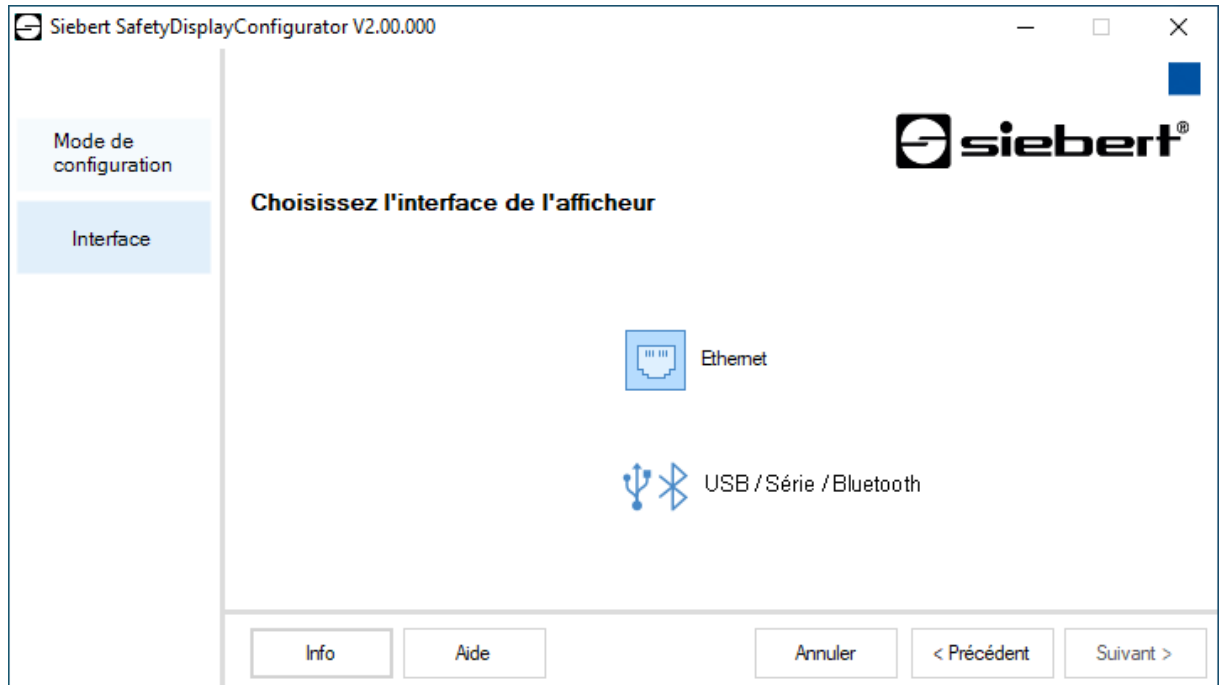 Siebert SafetyDisplayConfigurator V2.00.000
siebert®
Mode de
configuration
Interface
Choisissez l'interface de l'afficheur
Ethernet
USB / Série / Bluetooth
Info
Aide
Annuler
< Précédent
Suivant >